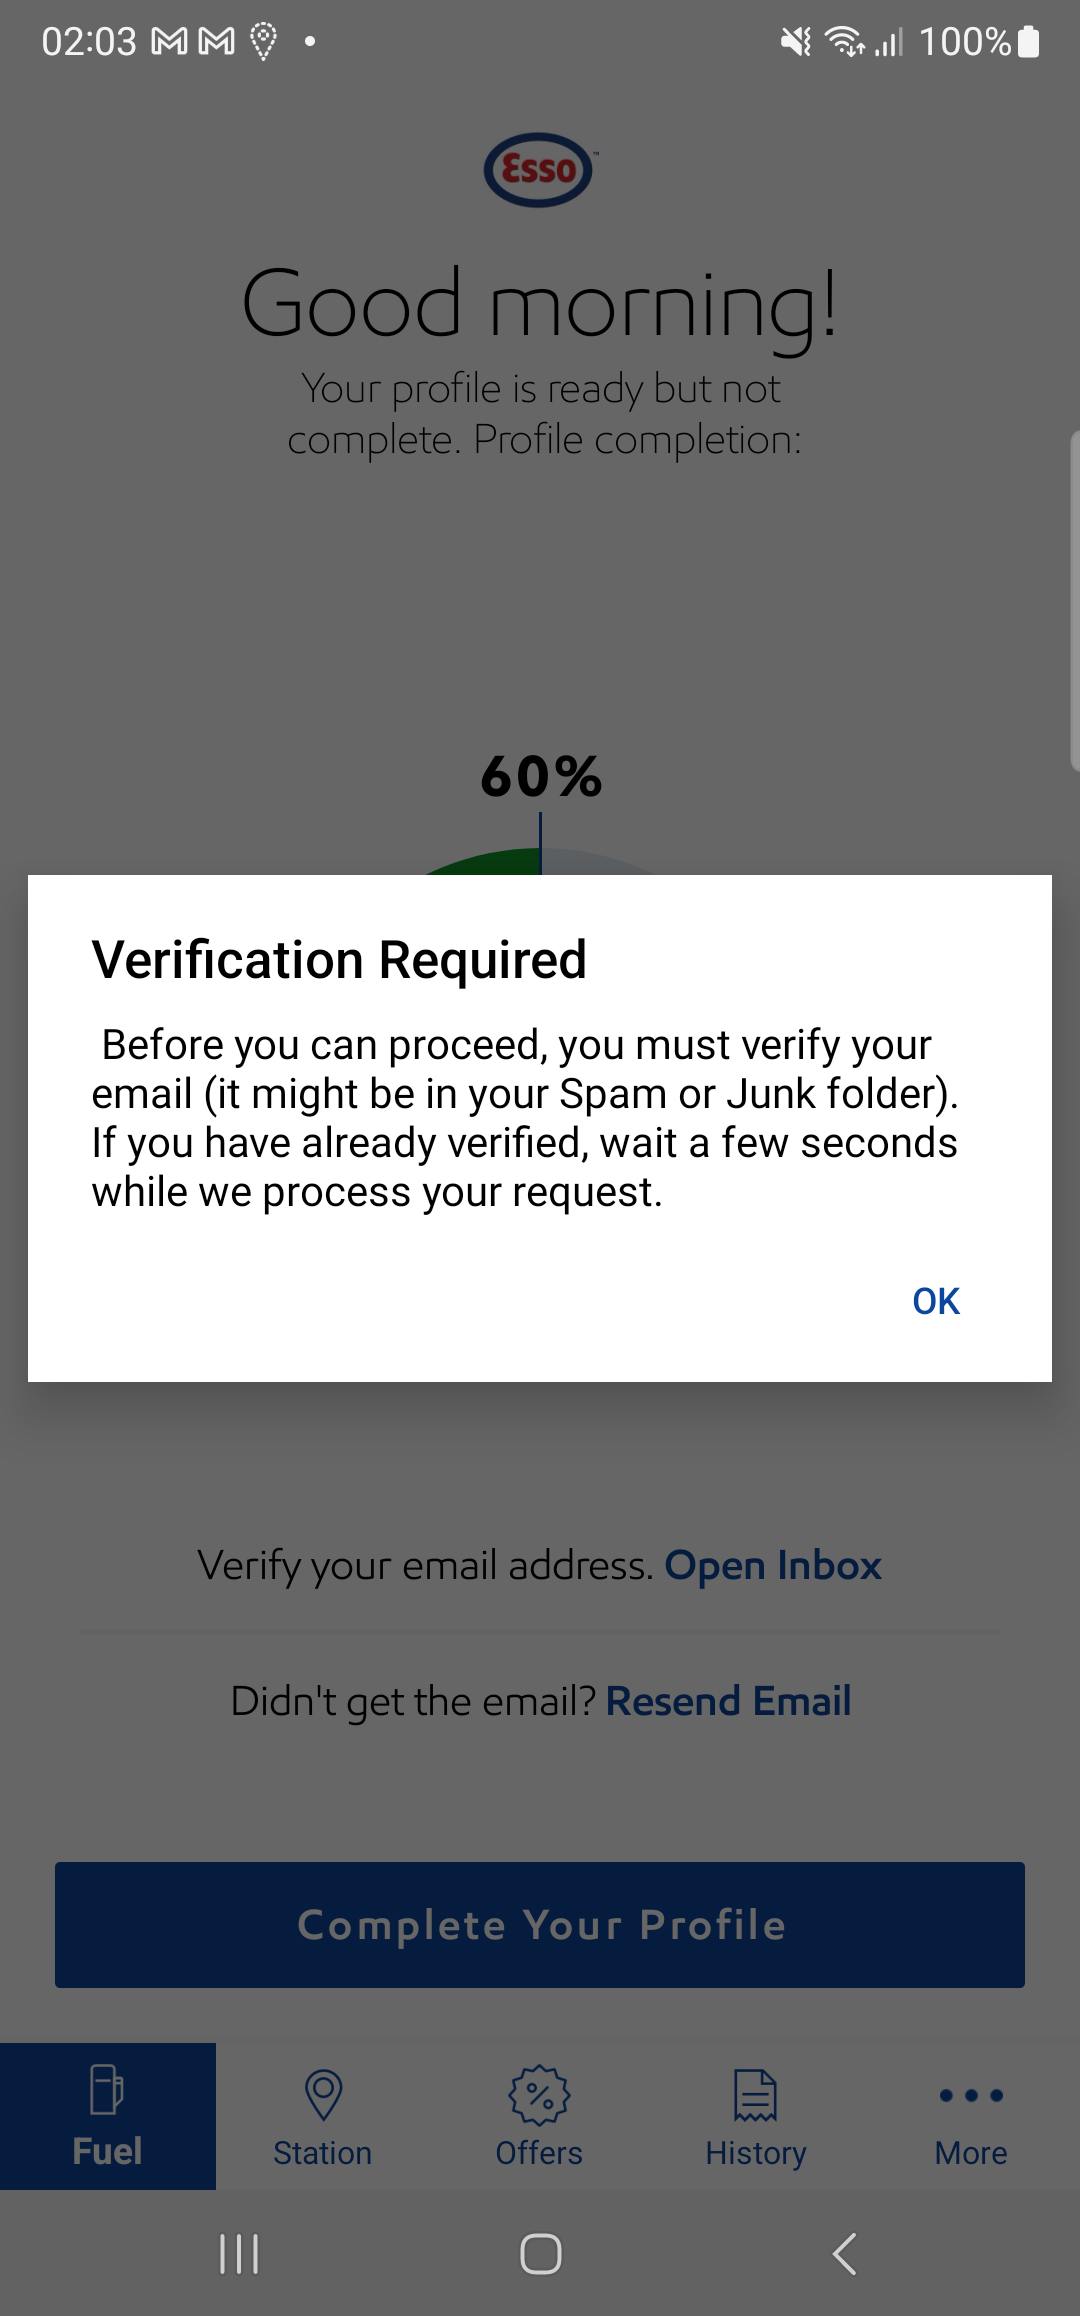 02:03
100%
Esso
Good morning!
Your profile is ready but not
complete. Profile completion:
60%
Verification Required
Before you can proceed, you must verify your
email (it might be in your Spam or Junk folder).
If you have already verified, wait a few seconds
while we process your request.
OK
Verify your email address. Open Inbox
Didn't get the email? Resend Email
Complete Your Profile
Fuel
Station
Offers
History
More